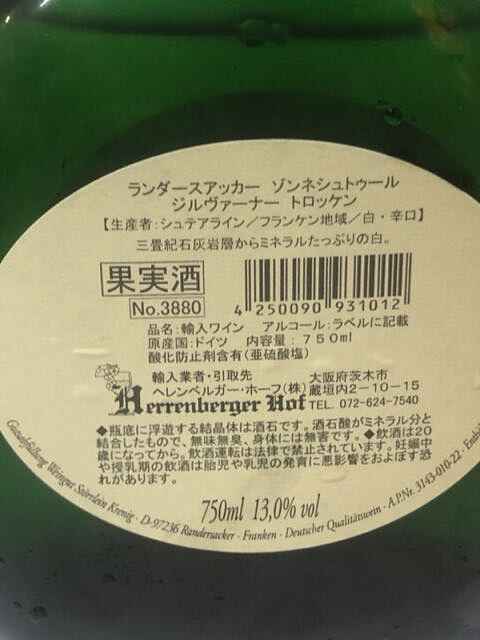 ランダースアッカー ゾンネシュトゥール
ジルヴァーナー トロッケン
【生産者：シュテアライン／フランケン地域／白・辛口】
三畳紀石灰岩層からミネラルたっぷりの白。
果実酒
No.3880
4 250090 931012
品名：輸入ワイン アルコール：ラベルに記載
原産国：ドイツ 内容量：750ml
酸化防止剤含有（亜硫酸塩）
輸入業者・引取先 大阪府茨木市
ヘレンベルガー・ホーフ（株） 蔵垣内2-10-15
Herrenberger Hof TEL. 072-624-7540
◆瓶底に浮遊する結晶体は酒石です。酒石酸がミネラル分と
結合したもので、無味無臭、身体には無害です。◆飲酒は20
歳になってから。飲酒運転は法律で禁止されています。妊娠中
や授乳期の飲酒は胎児や乳児の発育に悪影響をおよぼす恐
れがあります。
750ml 13,0% vol
Gutsabfüllung Weingut Störrlein Krenig · D-97236 Randersacker · Franken · Deutscher Qualitätswein · A.P.Nr. 3143-010-22 ·